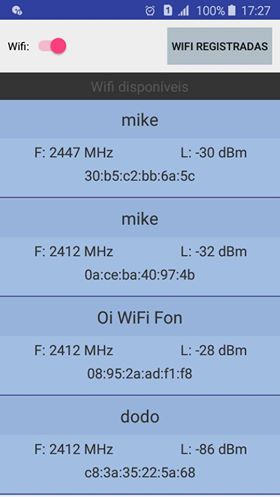 100% 17:27
Wifi: WIFI REGISTRADAS
Wifi disponíveis
mike
F: 2447 MHz L: -30 dBm
30:b5:c2:bb:6a:5c
mike
F: 2412 MHz L: -32 dBm
0a:ce:ba:40:97:4b
Oi WiFi Fon
F: 2412 MHz L: -28 dBm
08:95:2a:ad:f1:f8
dodo
F: 2412 MHz L: -86 dBm
c8:3a:35:22:5a:68